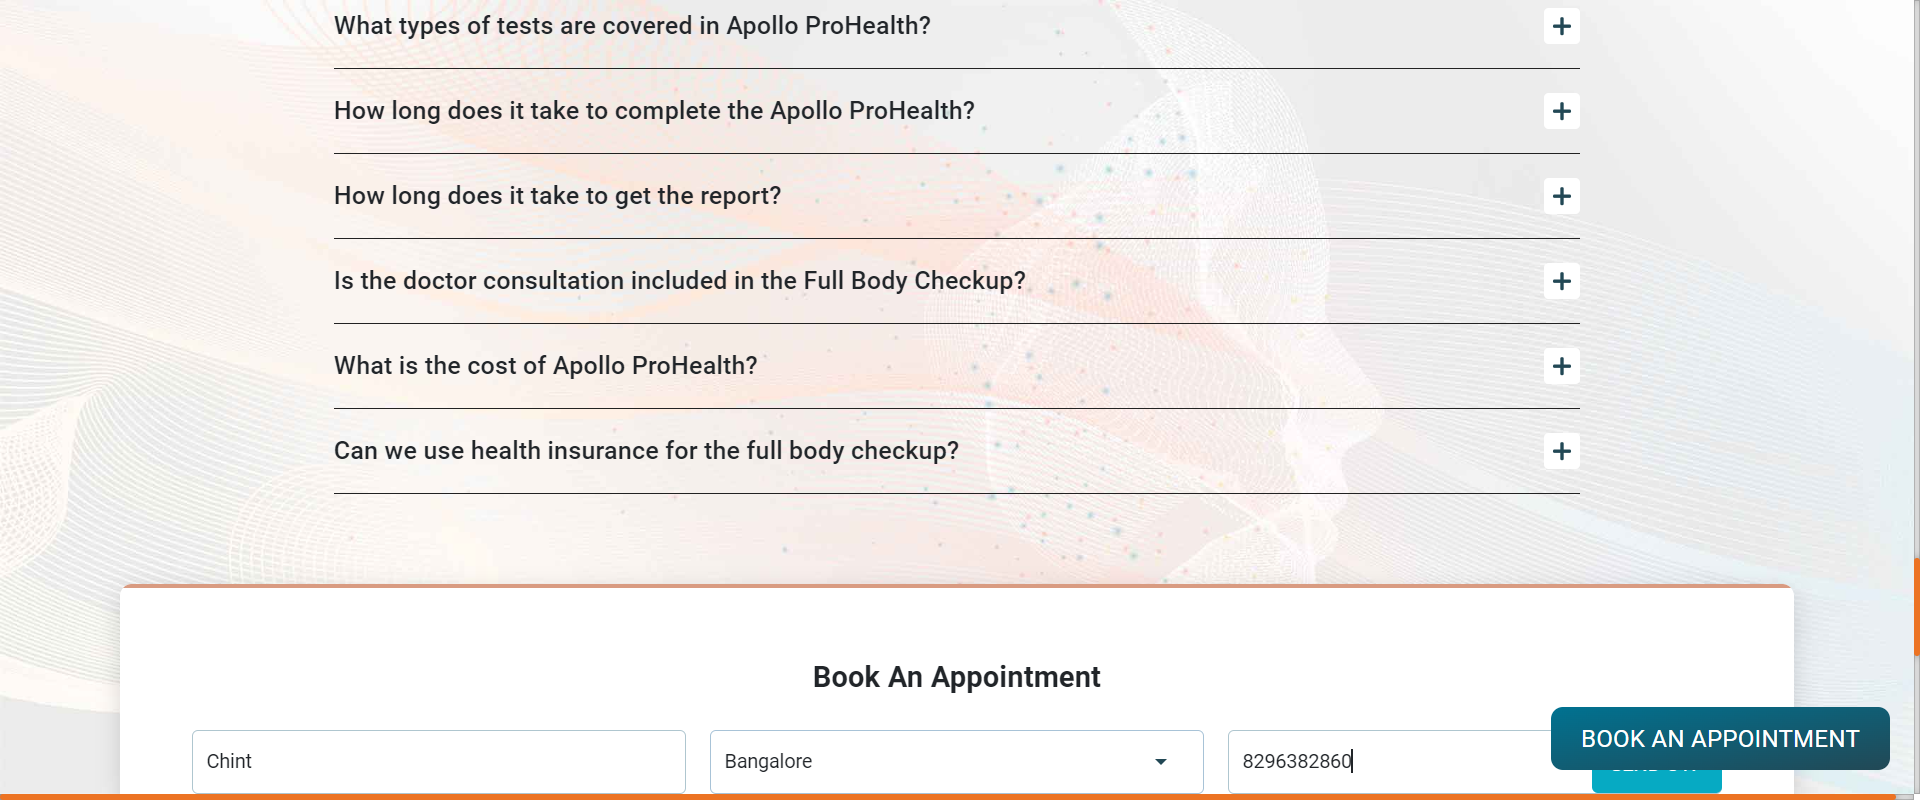 What types of tests are covered in Apollo ProHealth?
How long does it take to complete the Apollo ProHealth?
How long does it take to get the report?
Is the doctor consultation included in the Full Body Checkup?
What is the cost of Apollo ProHealth?
Can we use health insurance for the full body checkup?
Book An Appointment
BOOK AN APPOINTMENT
Chint
Bangalore
8296382860